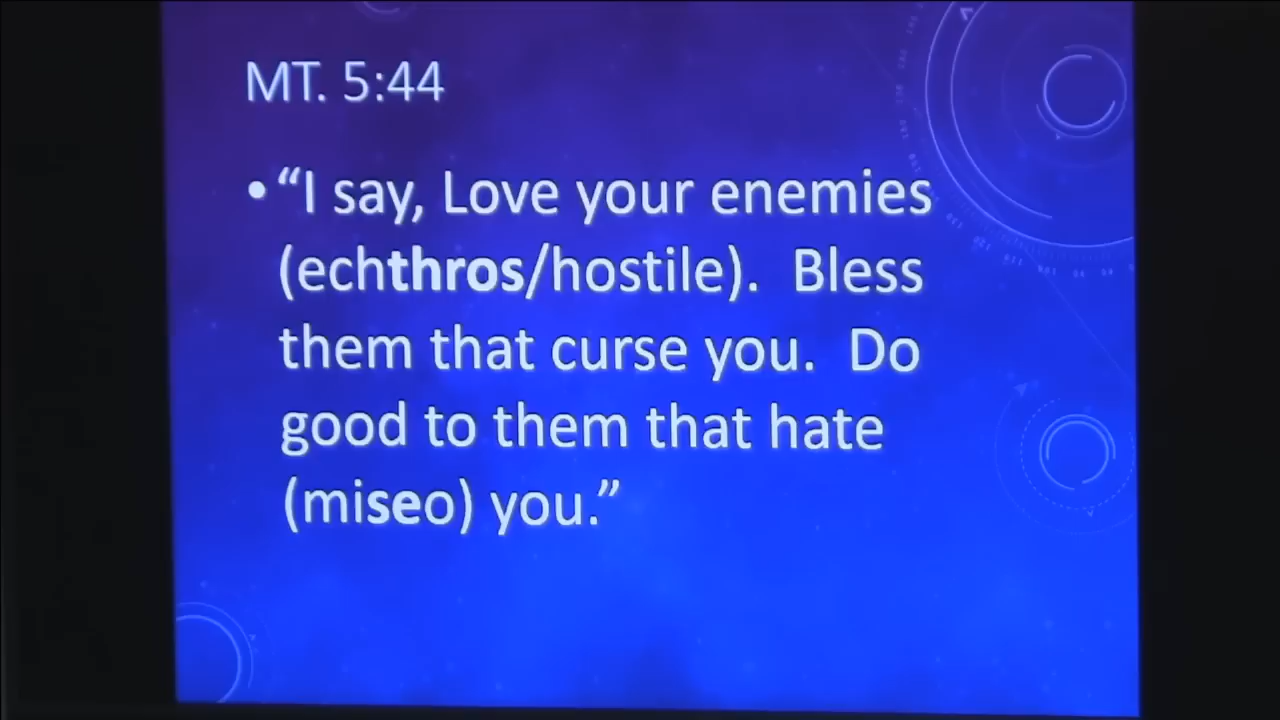 MT. 5:44
• “I say, Love your enemies
(echthros/hostile).  Bless
them that curse you.  Do
good to them that hate
(miseo) you.”